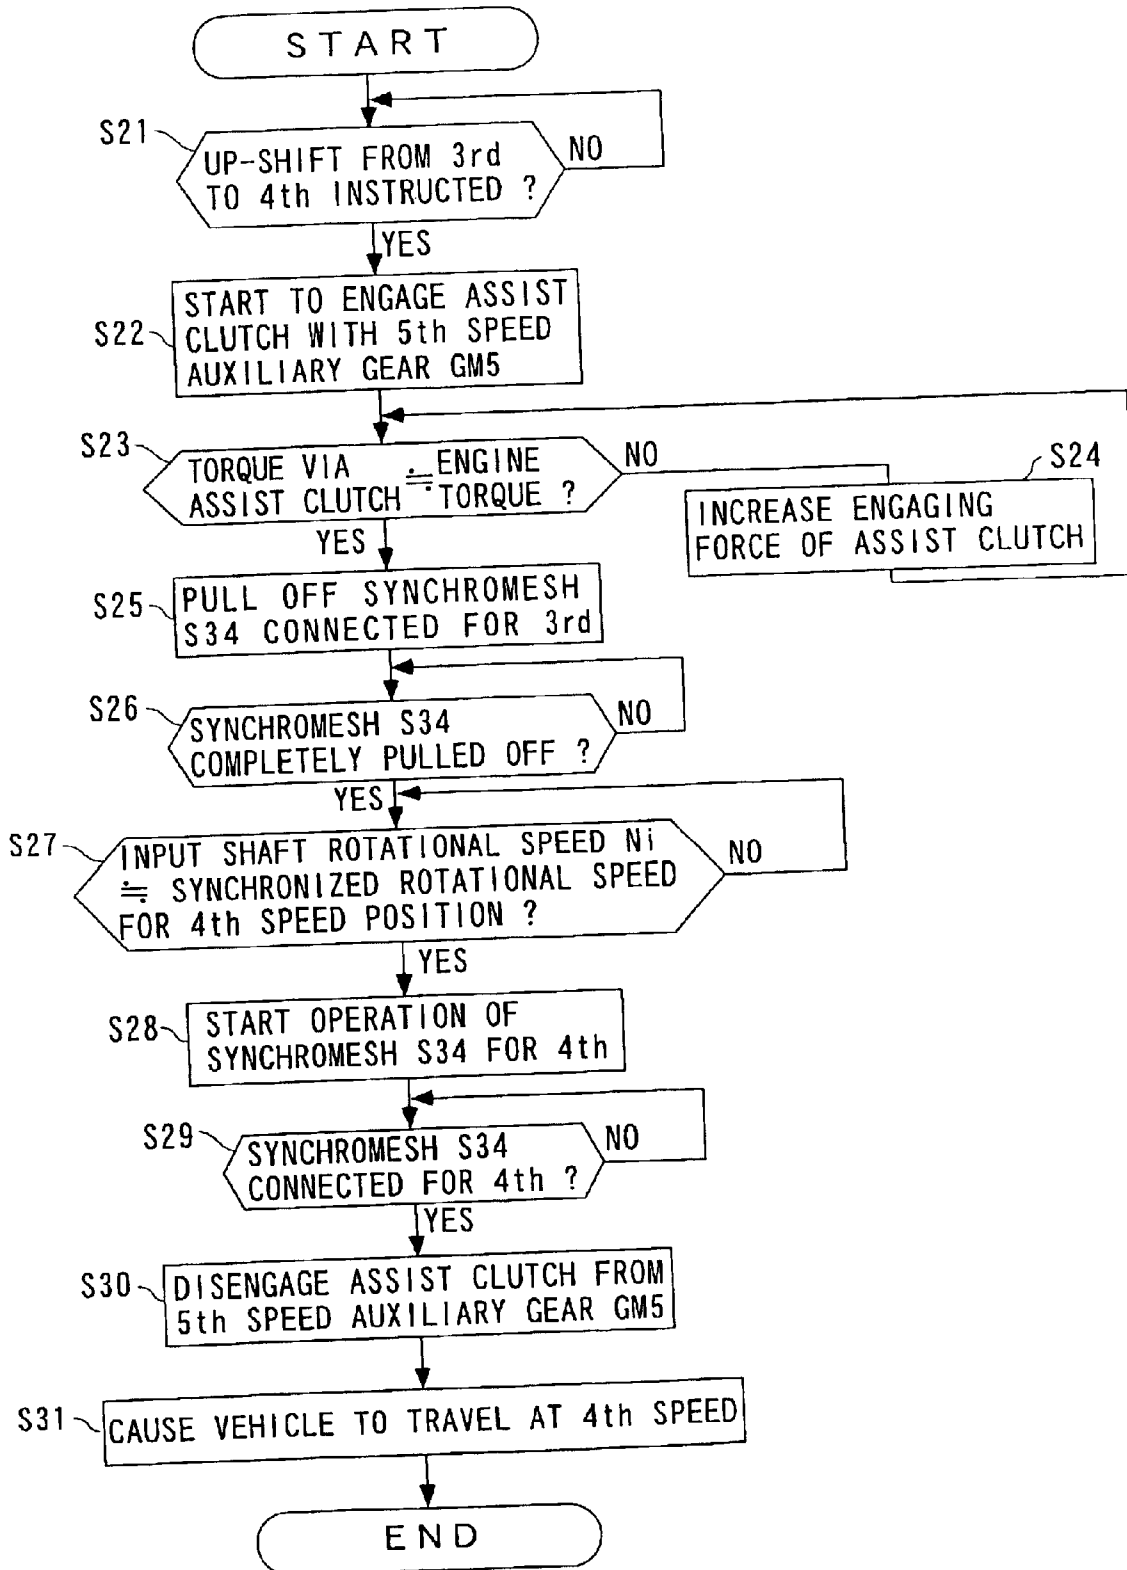 START
S21
UP-SHIFT FROM 3rd
TO 4th INSTRUCTED ?
NO
YES
S22
START TO ENGAGE ASSIST
CLUTCH WITH 5th SPEED
AUXILIARY GEAR GM5
S23
TORQUE VIA ≒ ENGINE
ASSIST CLUTCH TORQUE ?
NO
S24
INCREASE ENGAGING
FORCE OF ASSIST CLUTCH
YES
S25
PULL OFF SYNCHROMESH
S34 CONNECTED FOR 3rd
S26
SYNCHROMESH S34
COMPLETELY PULLED OFF ?
NO
YES
S27
INPUT SHAFT ROTATIONAL SPEED Ni
≒ SYNCHRONIZED ROTATIONAL SPEED
FOR 4th SPEED POSITION ?
NO
YES
S28
START OPERATION OF
SYNCHROMESH S34 FOR 4th
S29
SYNCHROMESH S34
CONNECTED FOR 4th ?
NO
YES
S30
DISENGAGE ASSIST CLUTCH FROM
5th SPEED AUXILIARY GEAR GM5
S31
CAUSE VEHICLE TO TRAVEL AT 4th SPEED
END